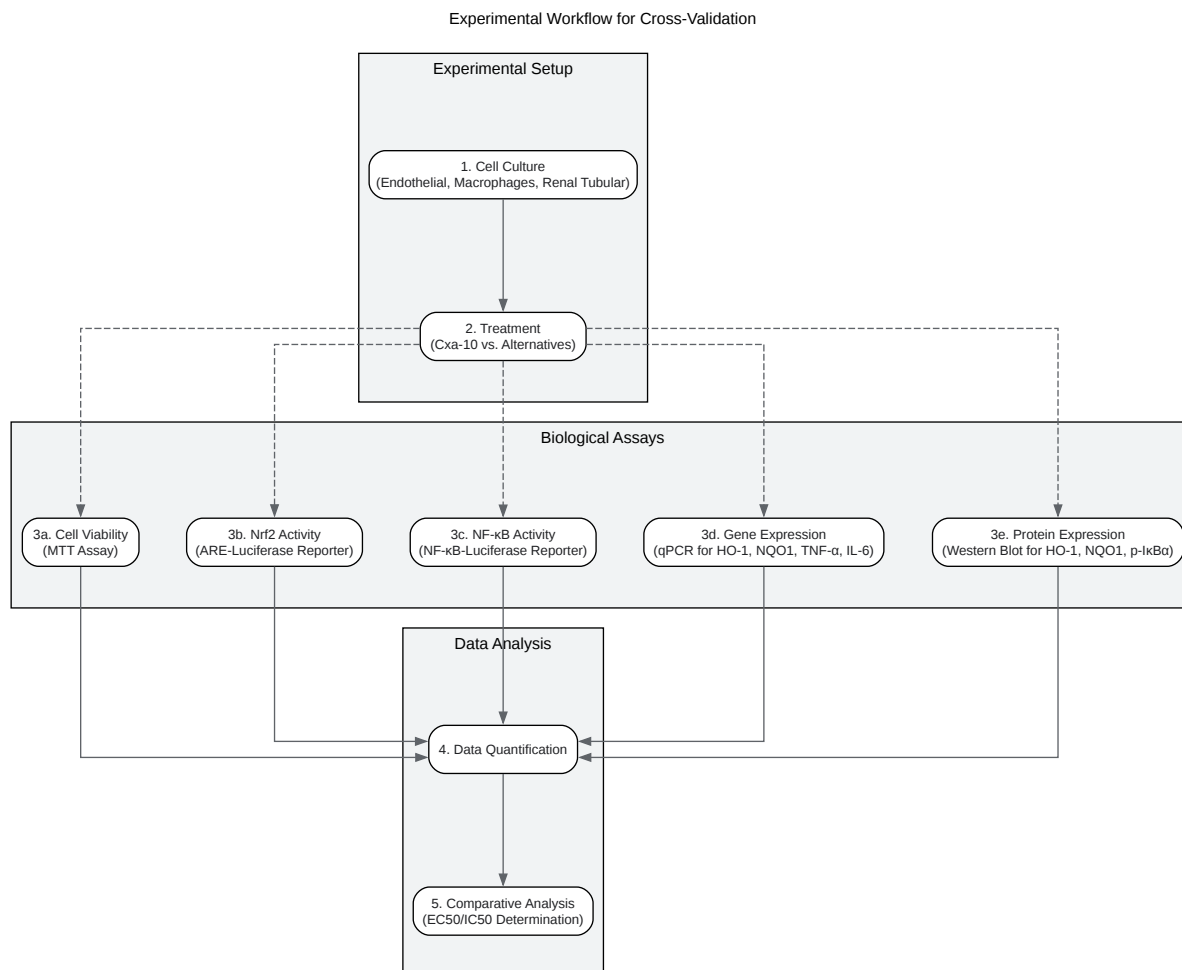 Experimental Workflow for Cross-Validation
Experimental Setup
1. Cell Culture
(Endothelial, Macrophages, Renal Tubular)
2. Treatment
(Cxa-10 vs. Alternatives)
Biological Assays
3a. Cell Viability
(MTT Assay)
3b. Nrf2 Activity
(ARE-Luciferase Reporter)
3c. NF-κB Activity
(NF-κB-Luciferase Reporter)
3d. Gene Expression
(qPCR for HO-1, NQO1, TNF-α, IL-6)
3e. Protein Expression
(Western Blot for HO-1, NQO1, p-IκBα)
Data Analysis
4. Data Quantification
5. Comparative Analysis
(EC50/IC50 Determination)